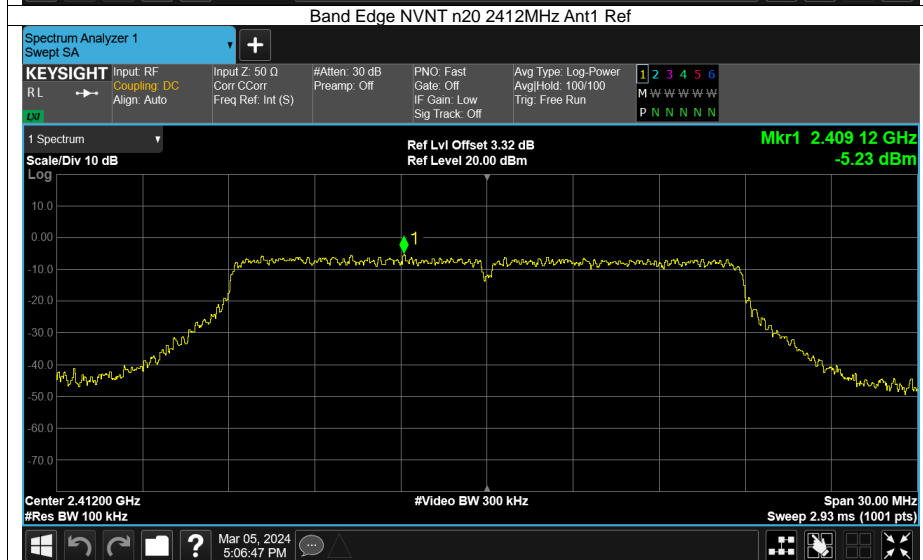 Band Edge NVNT n20 2412MHz Ant1 Ref
Spectrum Analyzer 1
Swept SA
KEYSIGHT
RL
LXI
Input: RF
Coupling: DC
Align: Auto
Input Z: 50 Ω
Corr CCorr
Freq Ref: Int (S)
#Atten: 30 dB
Preamp: Off
PNO: Fast
Gate: Off
IF Gain: Low
Sig Track: Off
Avg Type: Log-Power
Avg|Hold: 100/100
Trig: Free Run
1 2 3 4 5 6
M W W W W W
P N N N N N
1 Spectrum
Scale/Div 10 dB
Log
Ref Lvl Offset 3.32 dB
Ref Level 20.00 dBm
Mkr1 2.409 12 GHz
-5.23 dBm
10.0
0.00
-10.0
-20.0
-30.0
-40.0
-50.0
-60.0
-70.0
1
Center 2.41200 GHz
#Res BW 100 kHz
#Video BW 300 kHz
Span 30.00 MHz
Sweep 2.93 ms (1001 pts)
?
Mar 05, 2024
5:06:47 PM